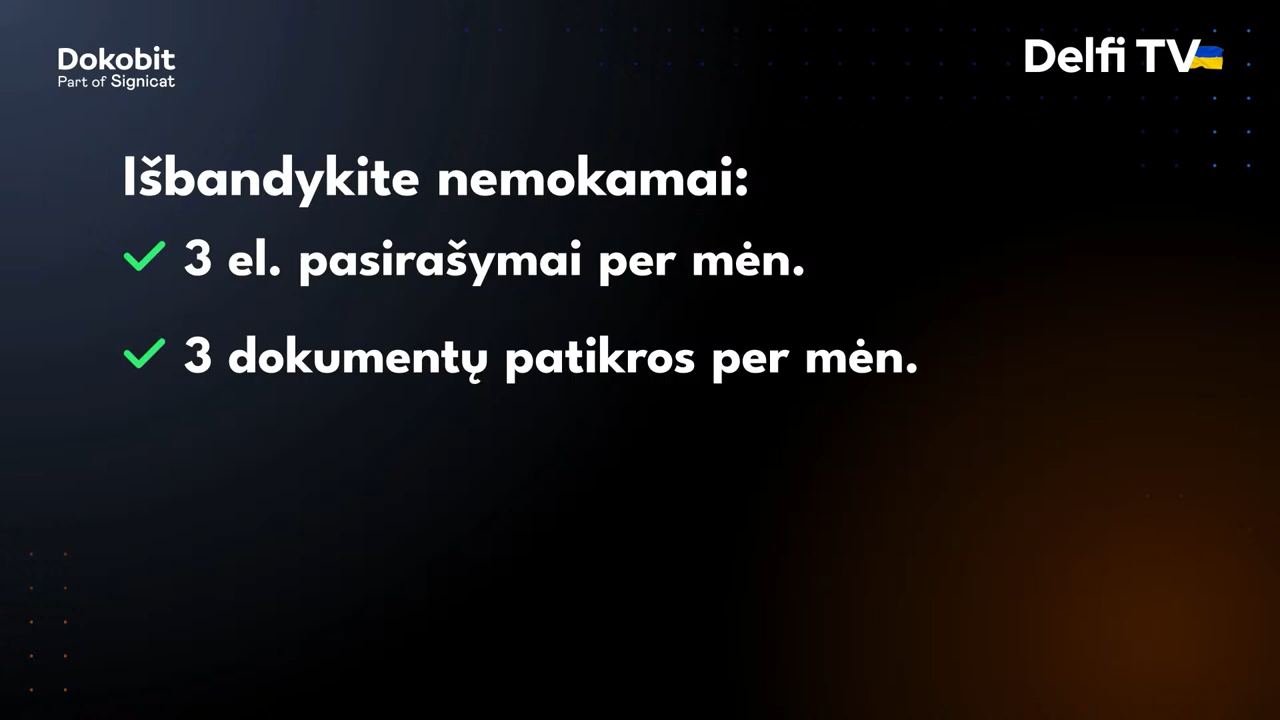 Dokobit
Part of Signicat
Delfi TV
Išbandykite nemokamai:
3 el. pasirašymai per mėn.
3 dokumentų patikros per mėn.